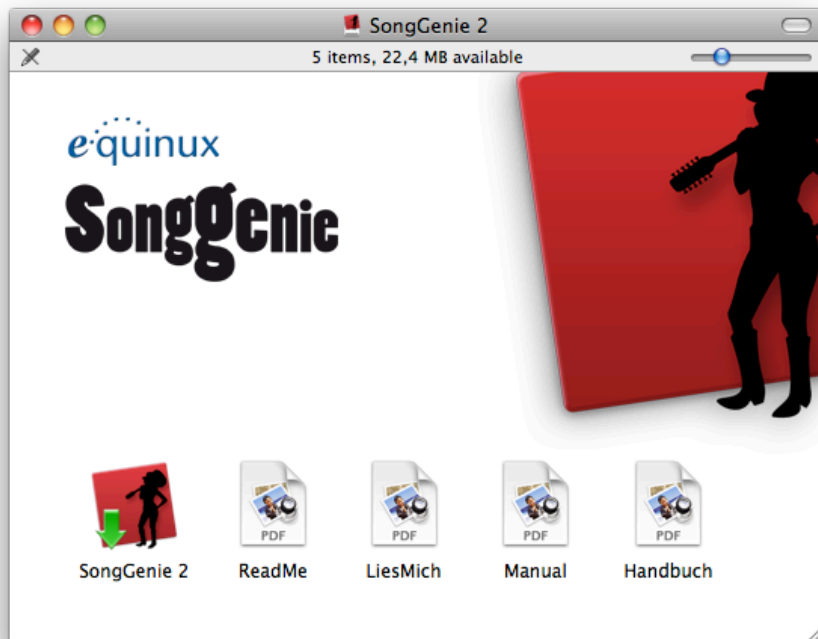 SongGenie 2
5 items, 22,4 MB available
e·quinux
SongGenie
PDF PDF PDF PDF
SongGenie 2 ReadMe LiesMich Manual Handbuch